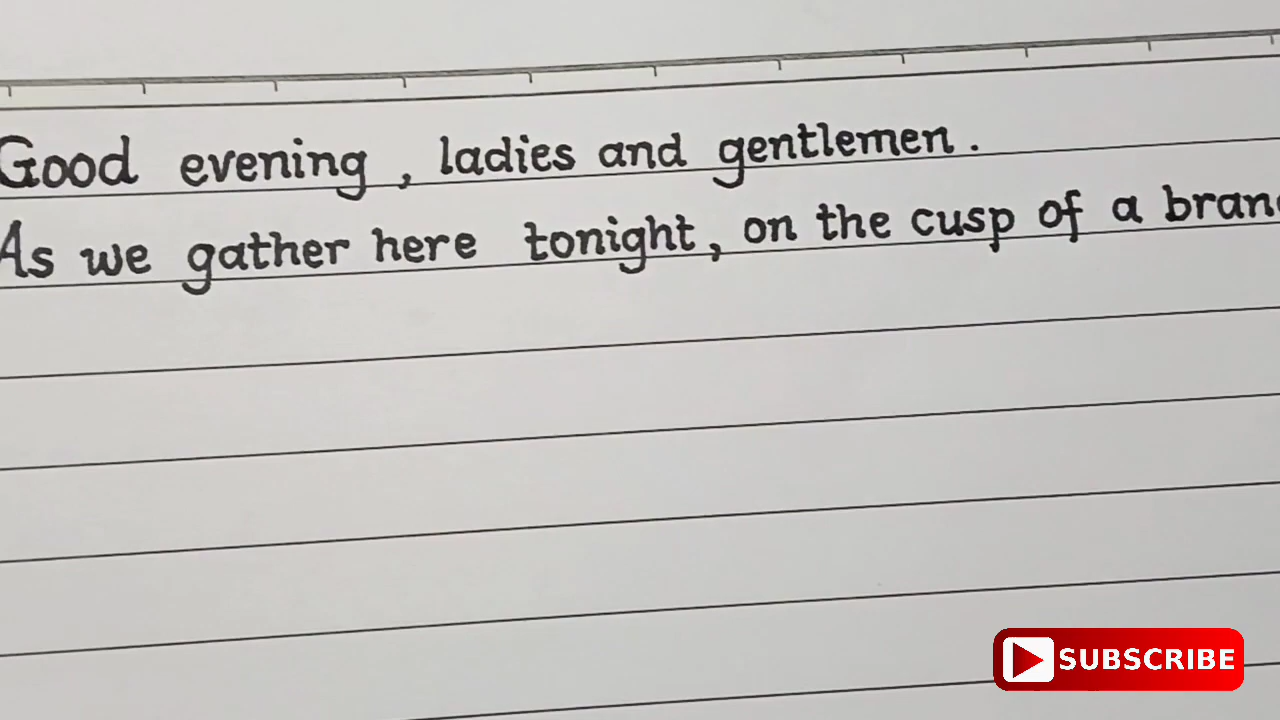 Good evening, ladies and gentlemen.
As we gather here tonight, on the cusp of a
SUBSCRIBE